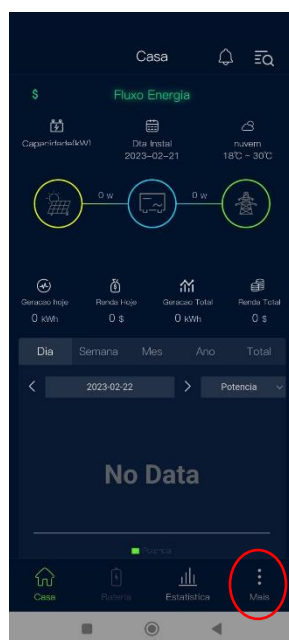 Casa
$ Fluxo Energia
Capacidade(kW) Dta Instal nuvem
2023-02-21 18℃ - 30℃
0 w 0 w
Geracao hoje Renda Hoje Geracao Total Renda Total
0 kWh 0 $ 0 kWh 0 $
Dia Semana Mes Ano Total
2023-02-22 Potencia
No Data
Potencia
Casa Bateria Estatística Mais